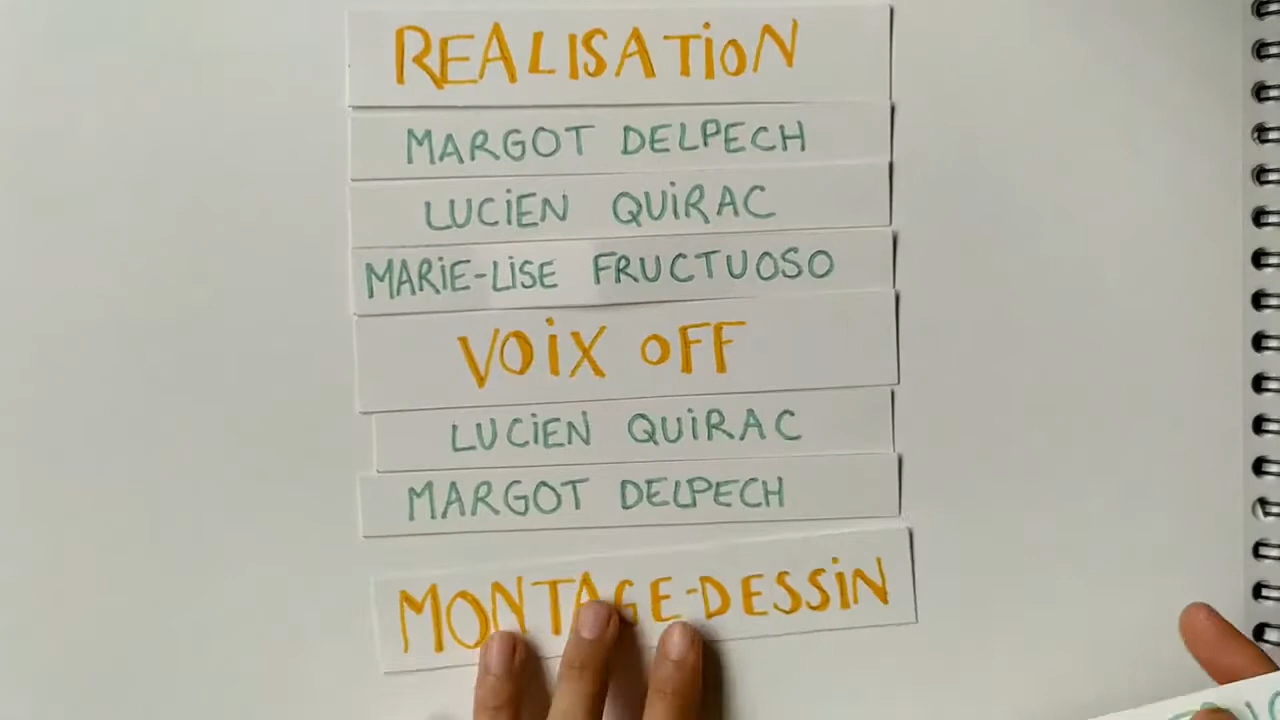 REALISATION
MARGOT DELPECH
LUCIEN QUIRAC
MARIE-LISE FRUCTUOSO
VOIX OFF
LUCIEN QUIRAC
MARGOT DELPECH
MONTAGE-DESSIN